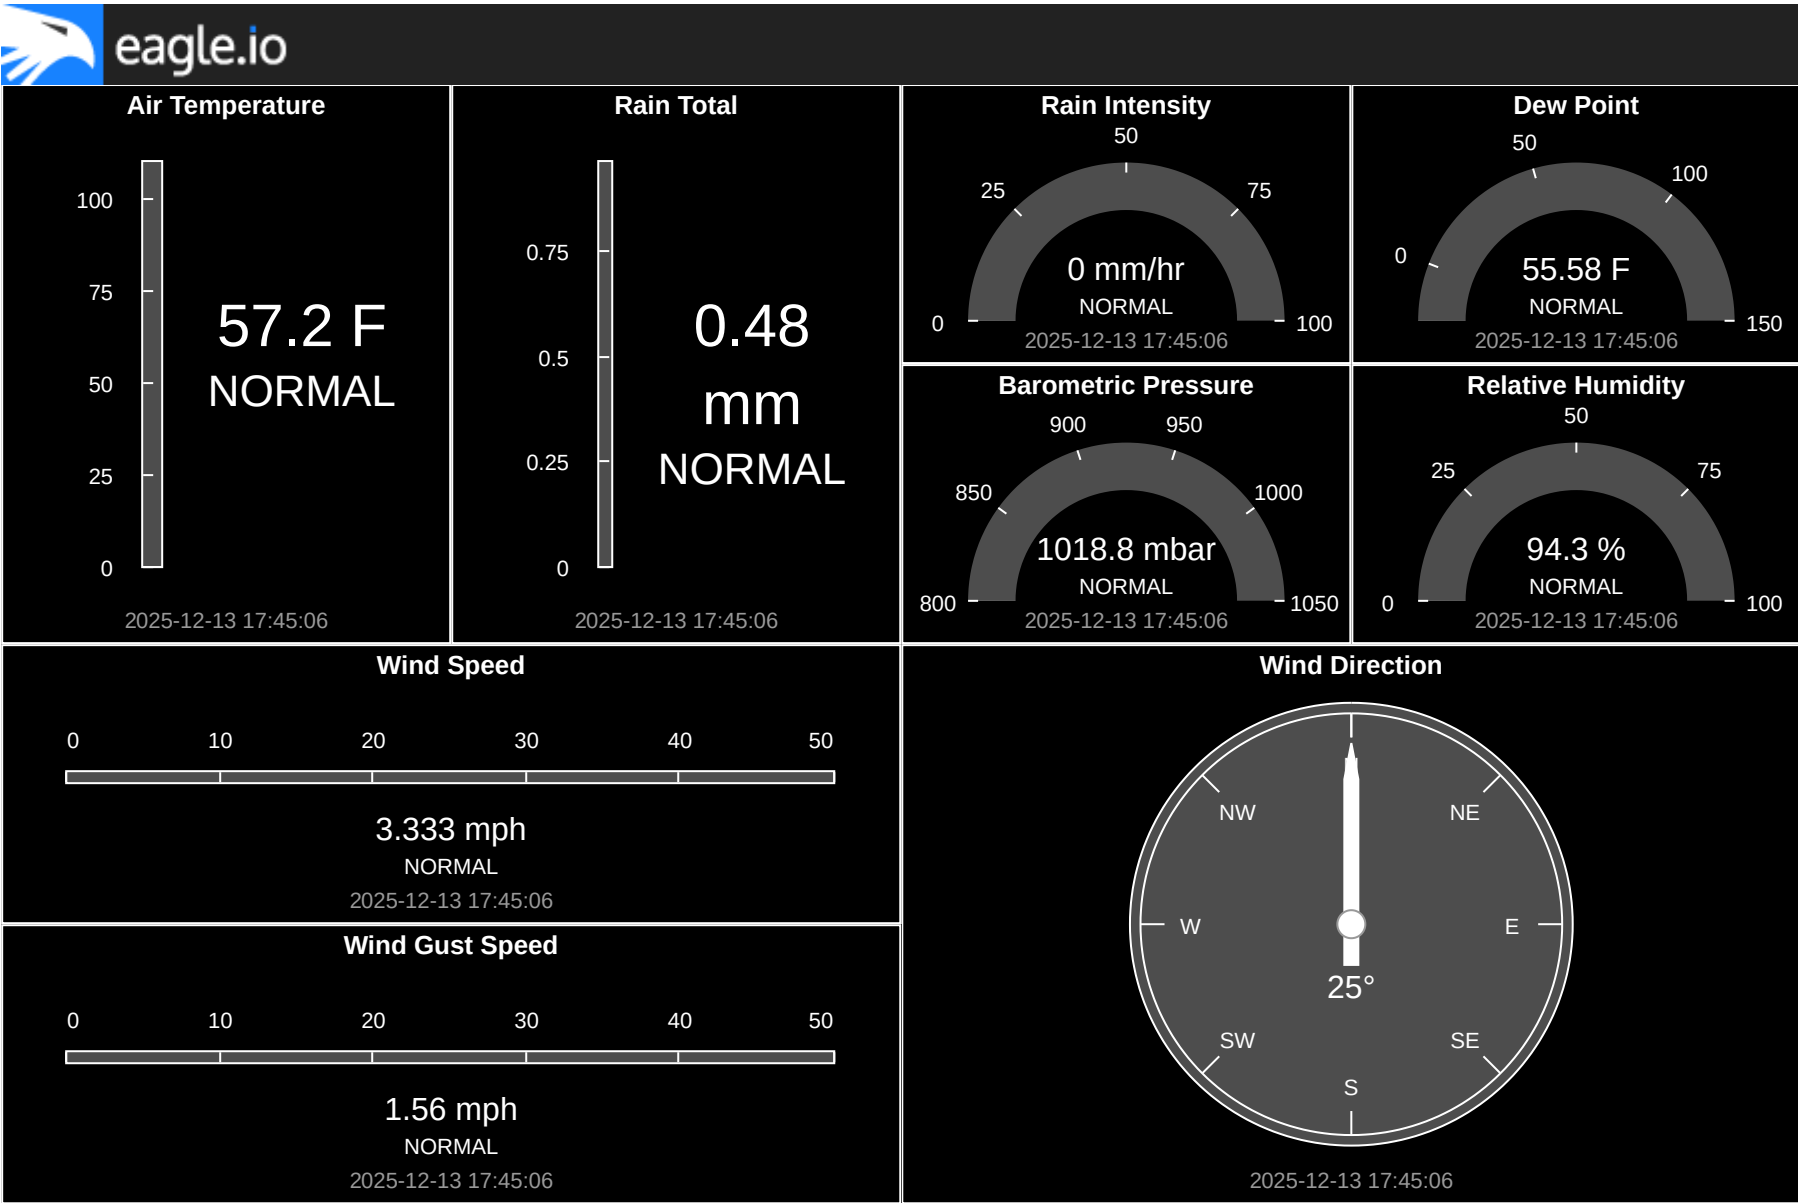 eagle.io
Air Temperature
100
75
50
25
0
57.2 F
NORMAL
2025-12-13 17:45:06
Rain Total
0.75
0.5
0.25
0
0.48
mm
NORMAL
2025-12-13 17:45:06
Rain Intensity
0
25
50
75
100
0 mm/hr
NORMAL
2025-12-13 17:45:06
Dew Point
0
50
100
150
55.58 F
NORMAL
2025-12-13 17:45:06
Barometric Pressure
800
850
900
950
1000
1050
1018.8 mbar
NORMAL
2025-12-13 17:45:06
Relative Humidity
0
25
50
75
100
94.3 %
NORMAL
2025-12-13 17:45:06
Wind Speed
0 10 20 30 40 50
3.333 mph
NORMAL
2025-12-13 17:45:06
Wind Gust Speed
0 10 20 30 40 50
1.56 mph
NORMAL
2025-12-13 17:45:06
Wind Direction
NW NE
W E
25°
SW SE
S
2025-12-13 17:45:06